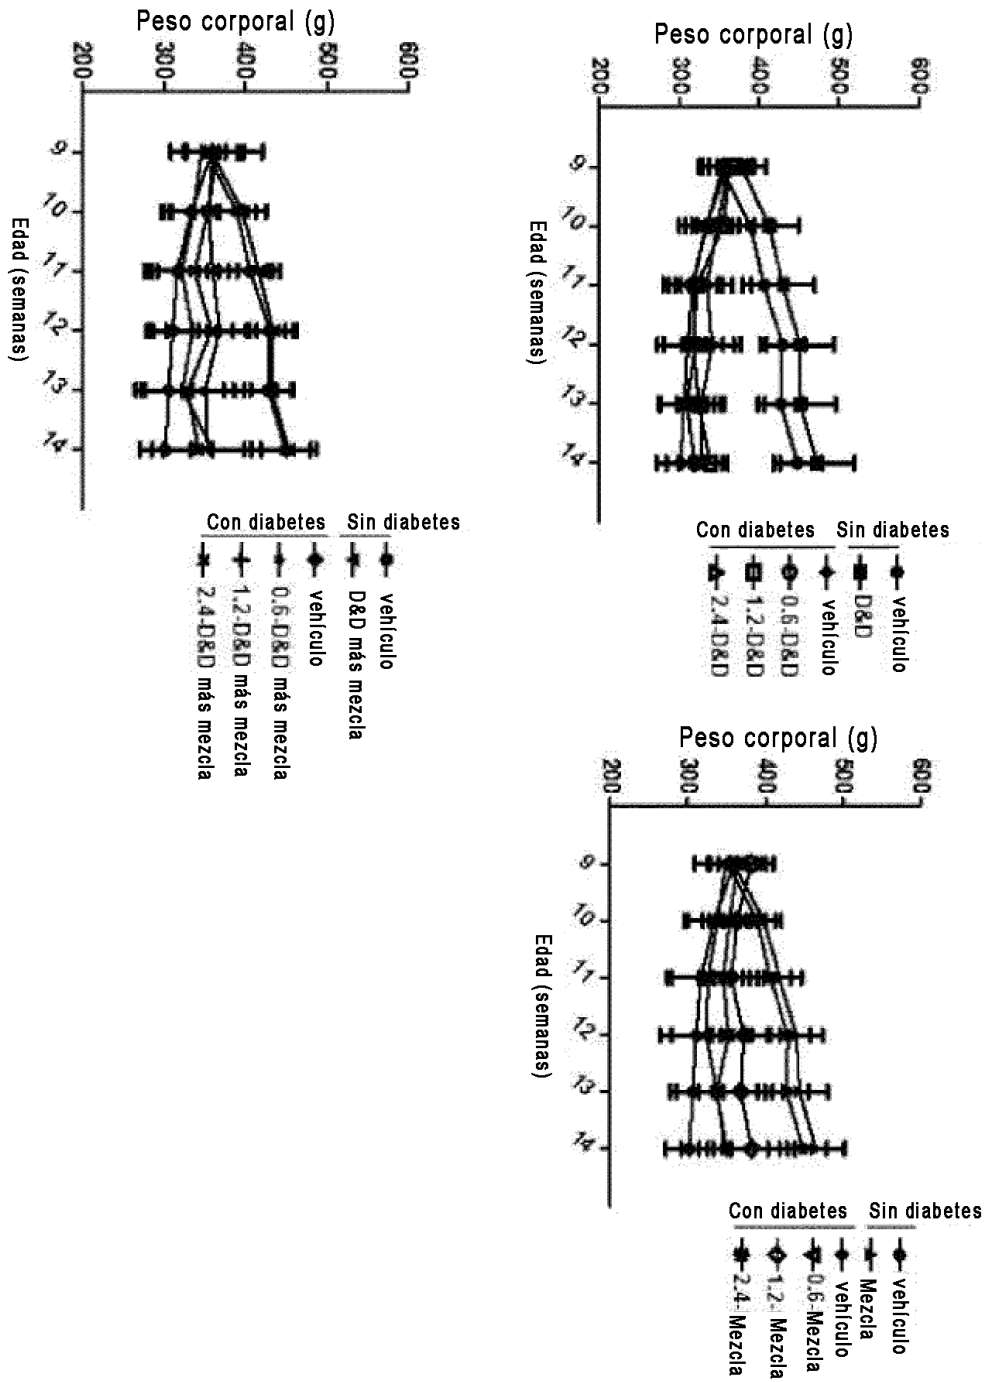 Peso corporal (g)
200
300
400
500
600
9
10
11
12
13
14
Edad (semanas)
Con diabetes
Sin diabetes
vehículo
D&D más mezcla
vehículo
0.6-D&D más mezcla
1.2-D&D más mezcla
2.4-D&D más mezcla
Peso corporal (g)
200
300
400
500
600
9
10
11
12
13
14
Edad (semanas)
Con diabetes
Sin diabetes
vehículo
D&D
vehículo
0.6-D&D
1.2-D&D
2.4-D&D
Peso corporal (g)
200
300
400
500
600
9
10
11
12
13
14
Edad (semanas)
Con diabetes
Sin diabetes
vehículo
Mezcla
vehículo
0.6-Mezcla
1.2- Mezcla
2.4- Mezcla